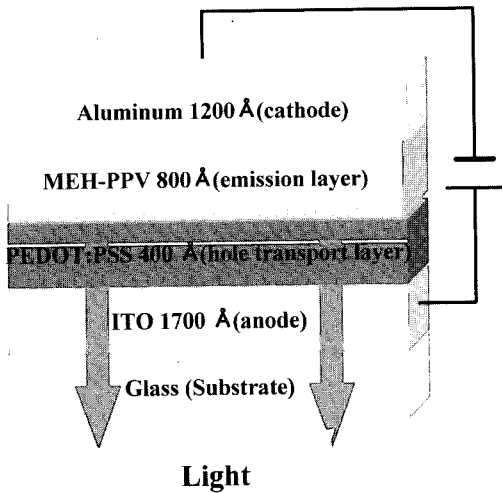 Aluminum 1200 Å(cathode)
MEH-PPV 800 Å(emission layer)
PEDOT:PSS 400 Å(hole transport layer)
ITO 1700 Å(anode)
Glass (Substrate)
Light